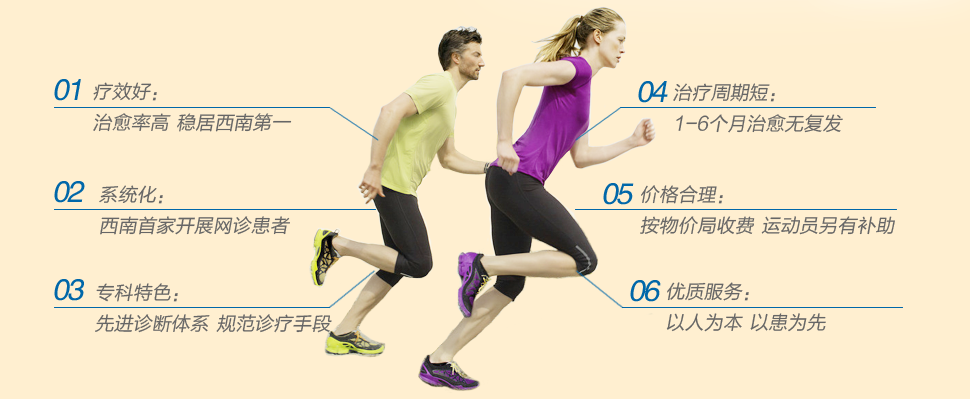 01 疗效好：
治愈率高 稳居西南第一
02 系统化：
西南首家开展网诊患者
03 专科特色：
先进诊断体系 规范诊疗手段
04 治疗周期短：
1-6个月治愈无复发
05 价格合理：
按物价局收费 运动员另有补助
06 优质服务：
以人为本 以患为先